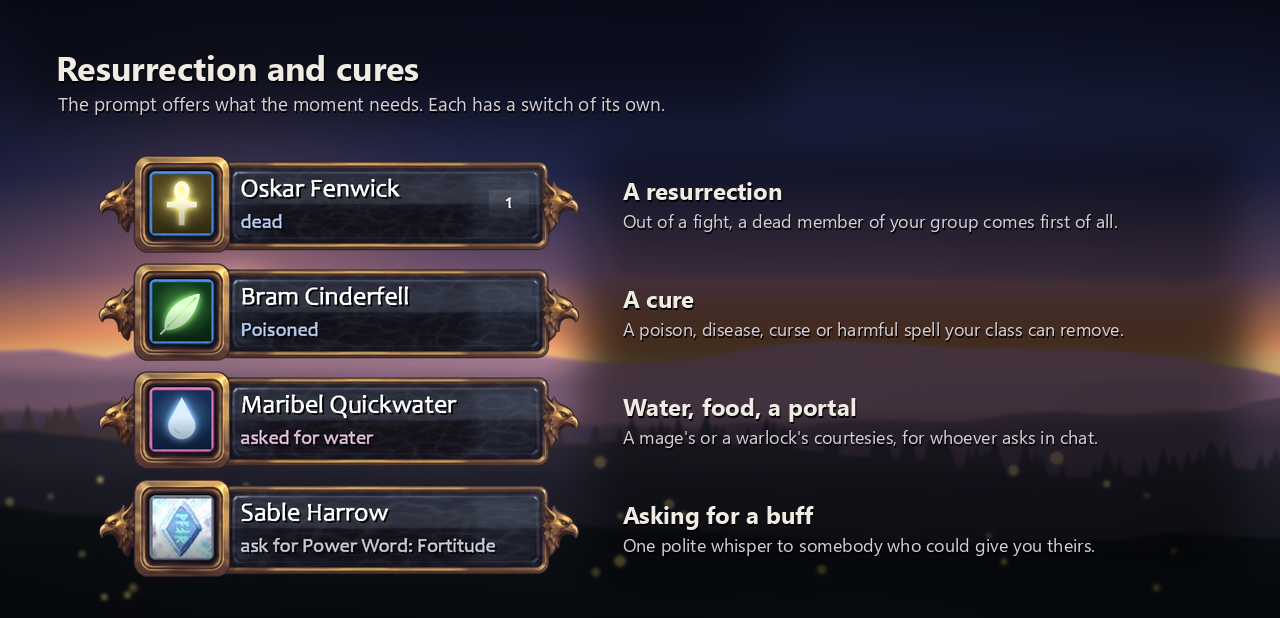 Resurrection and cures
The prompt offers what the moment needs. Each has a switch of its own.
Oskar Fenwick
dead
1
A resurrection
Out of a fight, a dead member of your group comes first of all.
Bram Cinderfell
Poisoned
A cure
A poison, disease, curse or harmful spell your class can remove.
Maribel Quickwater
asked for water
Water, food, a portal
A mage's or a warlock's courtesies, for whoever asks in chat.
Sable Harrow
ask for Power Word: Fortitude
Asking for a buff
One polite whisper to somebody who could give you theirs.